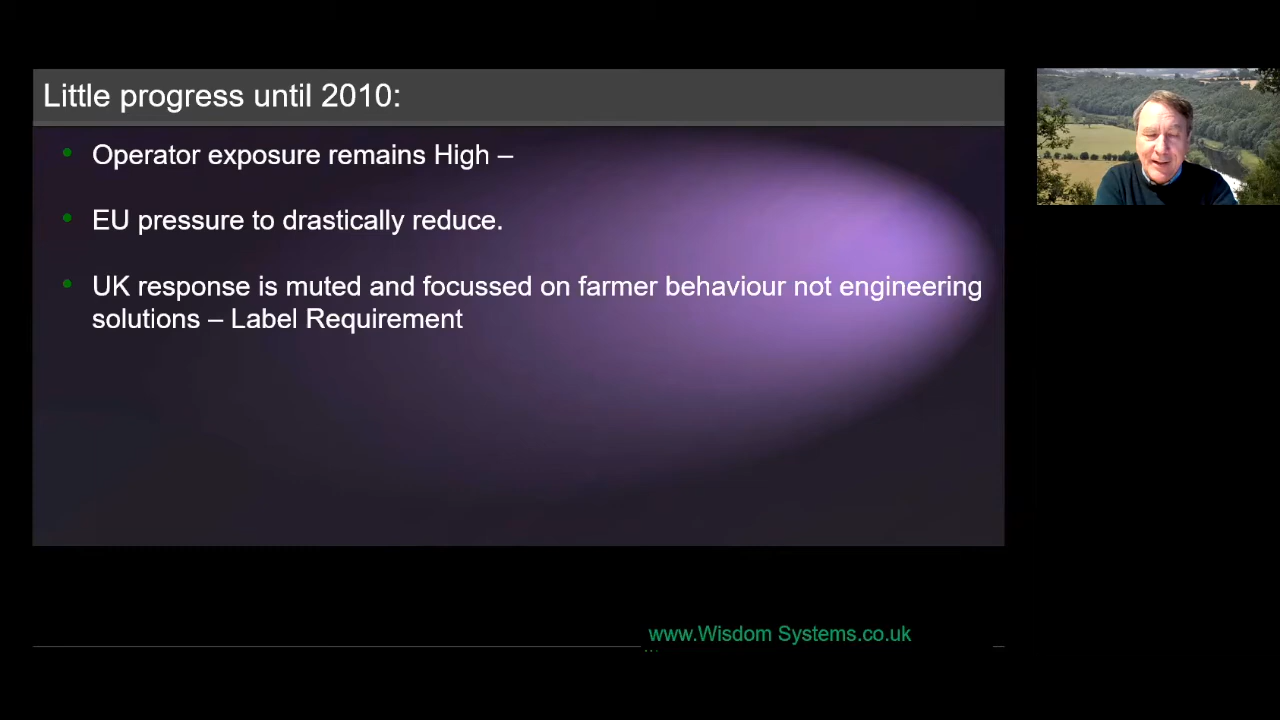 Little progress until 2010:
Operator exposure remains High –
EU pressure to drastically reduce.
UK response is muted and focussed on farmer behaviour not engineering
solutions – Label Requirement
www.Wisdom Systems.co.uk